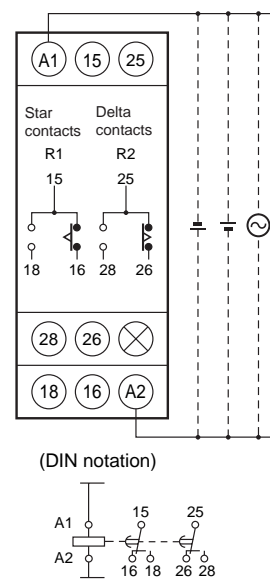 A1 15 25
Star contacts Delta contacts
R1 R2
15 25
18 16 28 26
28 26
18 16 A2
(DIN notation)
A1 15 25
A2
16 18 26 28